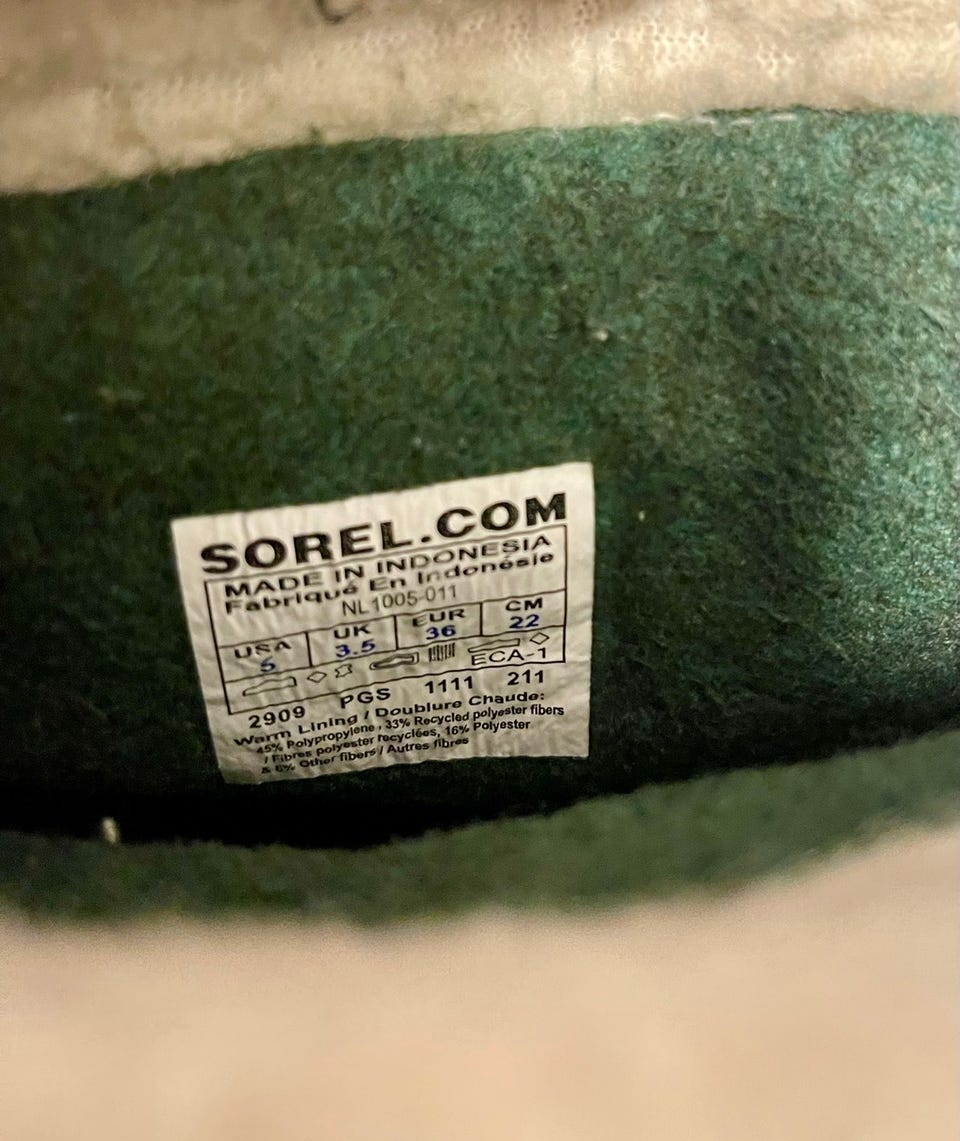 SOREL.COM
MADE IN INDONESIA
Fabriqué En Indonésie
NL1005-011
USA UK EUR CM
5 3.5 36 22
ECA-1
2909 PGS 1111 211
Warm Lining / Doublure Chaude:
45% Polypropylene , 33% Recycled polyester fibers
/ Fibres polyester recyclées, 16% Polyester
& 6% Other fibers / Autres fibres